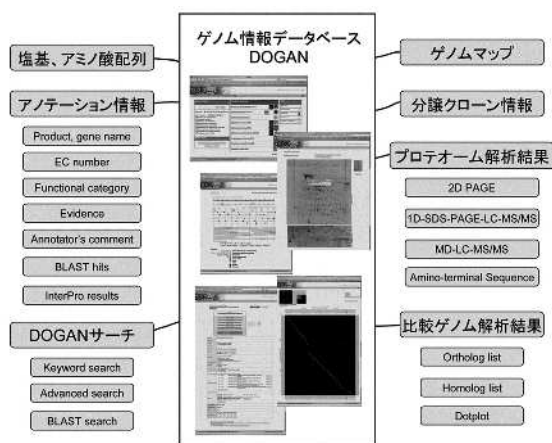 ゲノム情報データベース
DOGAN
塩基、アミノ酸配列
アノテーション情報
Product, gene name
EC number
Functional category
Evidence
Annotator's comment
BLAST hits
InterPro results
DOGANサーチ
Keyword search
Advanced search
BLAST search
ゲノムマップ
分譲クローン情報
プロテオーム解析結果
2D PAGE
1D-SDS-PAGE-LC-MS/MS
MD-LC-MS/MS
Amino-terminal Sequence
比較ゲノム解析結果
Ortholog list
Homolog list
Dotplot